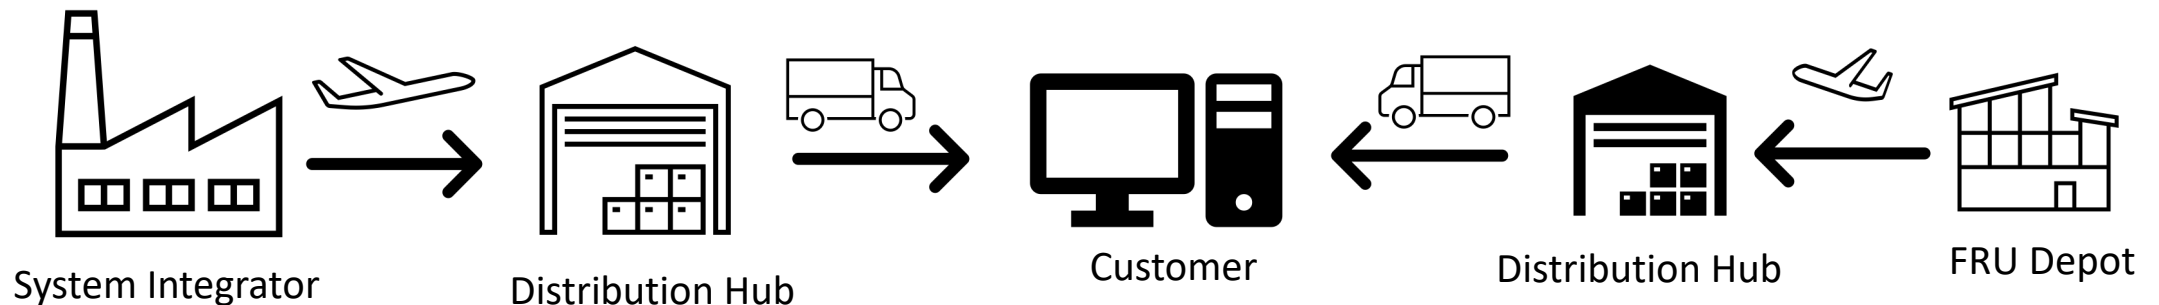 System Integrator
Distribution Hub
Customer
Distribution Hub
FRU Depot